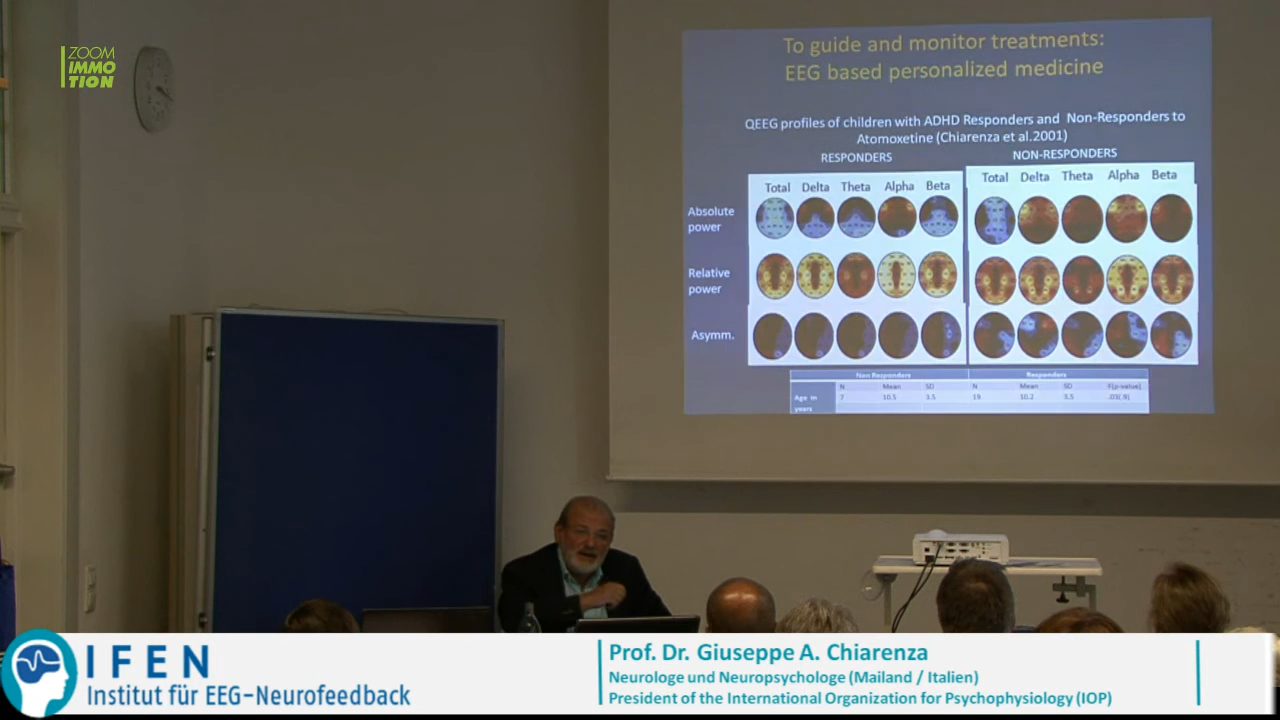 ZOOM
IMMO
TION
To guide and monitor treatments:
EEG based personalized medicine
QEEG profiles of children with ADHD Responders and Non-Responders to
Atomoxetine (Chiarenza et al.2001)
RESPONDERS
NON-RESPONDERS
Total Delta Theta Alpha Beta
Total Delta Theta Alpha Beta
Absolute
power
Relative
power
Asymm.
Non Responders Responders
N Mean SD N Mean SD F(p-value)
Age in
years
7 10.5 3.5 19 10.2 3.5
IFEN
Institut für EEG-Neurofeedback
Prof. Dr. Giuseppe A. Chiarenza
Neurologe und Neuropsychologe (Mailand / Italien)
President of the International Organization for Psychophysiology (IOP)